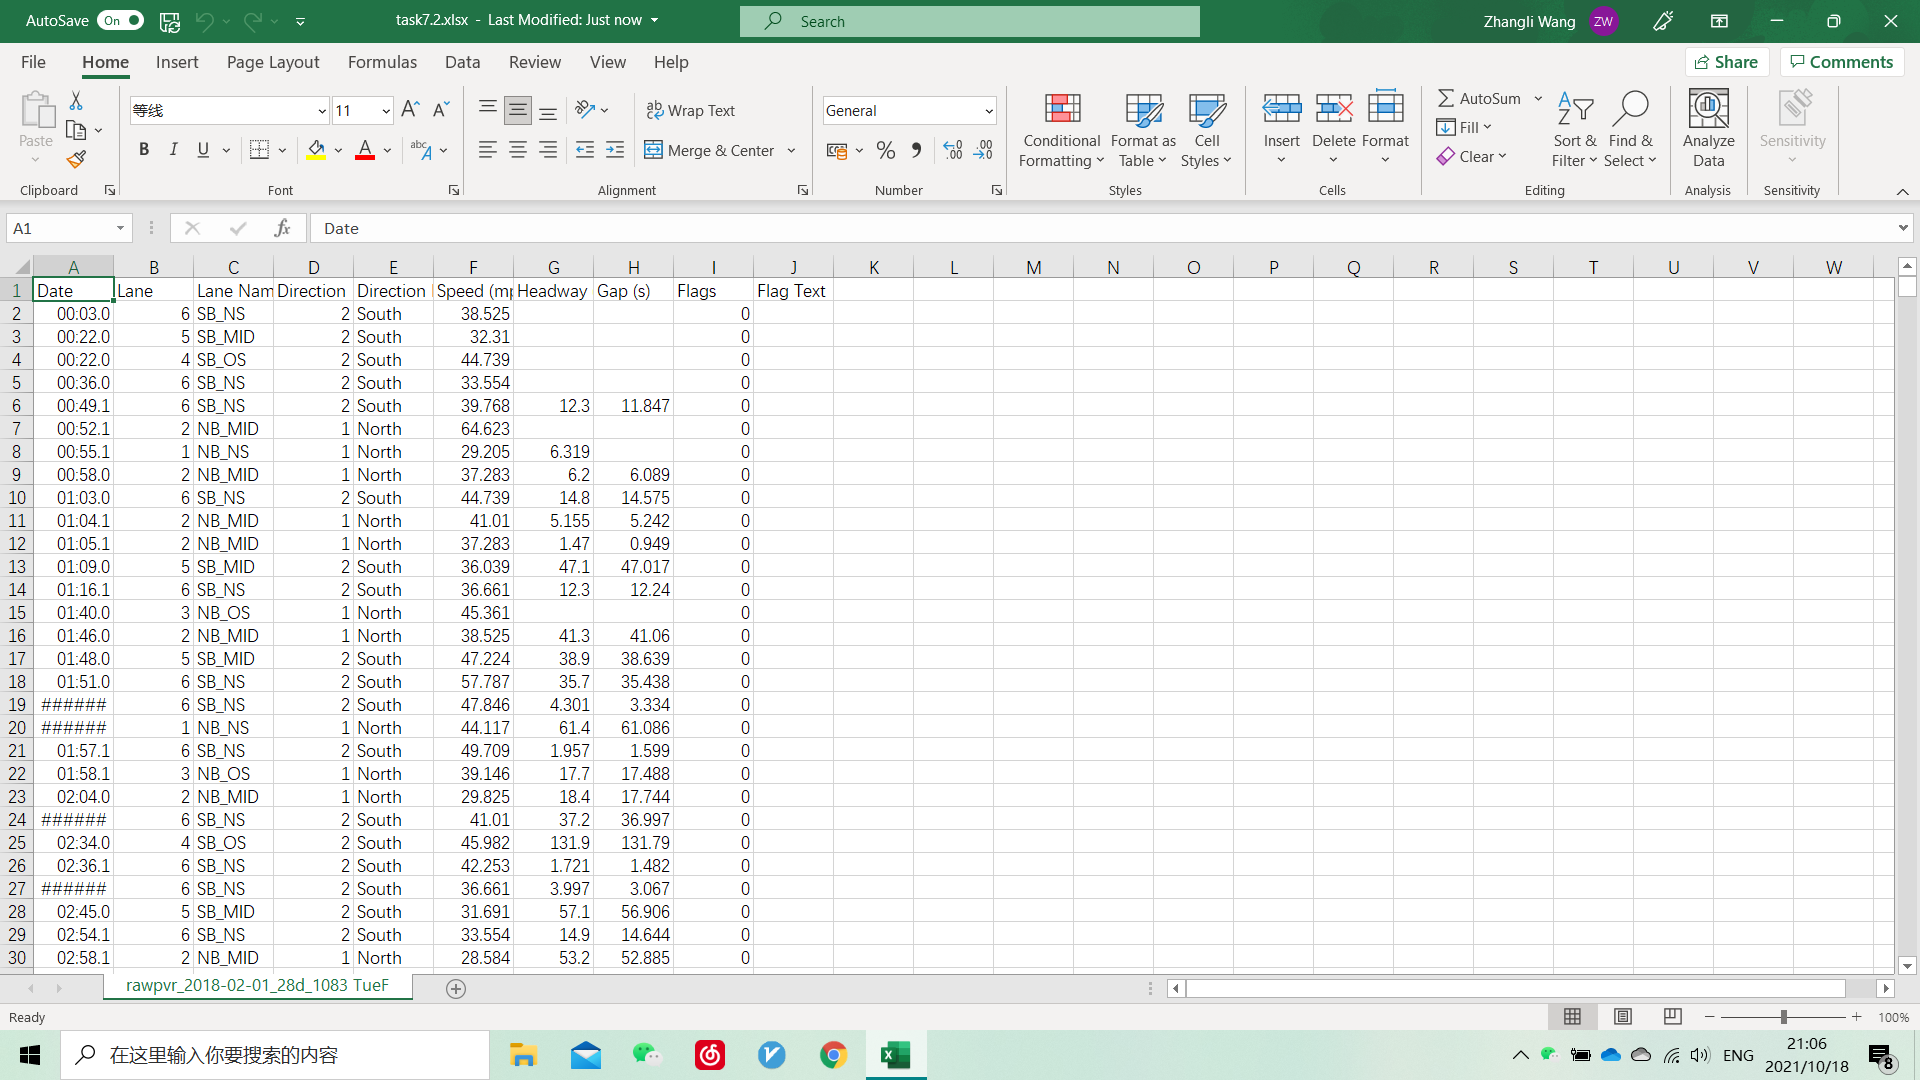 AutoSave On task7.2.xlsx - Last Modified: Just now Search Zhangli Wang ZW
File Home Insert Page Layout Formulas Data Review View Help Share Comments
等线 11 Wrap Text General AutoSum
Paste Merge & Center Conditional Formatting Format as Table Cell Styles Insert Delete Format Fill Clear Sort & Filter Find & Select Analyze Data Sensitivity
Clipboard Font Alignment Number Styles Cells Editing Analysis Sensitivity
A1 Date
A B C D E F G H I J K L M N O P Q R S T U V W
1 Date Lane Lane Nam Direction Direction Speed (mp Headway Gap (s) Flags Flag Text
2 00:03.0 6 SB_NS 2 South 38.525 0
3 00:22.0 5 SB_MID 2 South 32.31 0
4 00:22.0 4 SB_OS 2 South 44.739 0
5 00:36.0 6 SB_NS 2 South 33.554 0
6 00:49.1 6 SB_NS 2 South 39.768 12.3 11.847 0
7 00:52.1 2 NB_MID 1 North 64.623 0
8 00:55.1 1 NB_NS 1 North 29.205 6.319 0
9 00:58.0 2 NB_MID 1 North 37.283 6.2 6.089 0
10 01:03.0 6 SB_NS 2 South 44.739 14.8 14.575 0
11 01:04.1 2 NB_MID 1 North 41.01 5.155 5.242 0
12 01:05.1 2 NB_MID 1 North 37.283 1.47 0.949 0
13 01:09.0 5 SB_MID 2 South 36.039 47.1 47.017 0
14 01:16.1 6 SB_NS 2 South 36.661 12.3 12.24 0
15 01:40.0 3 NB_OS 1 North 45.361 0
16 01:46.0 2 NB_MID 1 North 38.525 41.3 41.06 0
17 01:48.0 5 SB_MID 2 South 47.224 38.9 38.639 0
18 01:51.0 6 SB_NS 2 South 57.787 35.7 35.438 0
19 ###### 6 SB_NS 2 South 47.846 4.301 3.334 0
20 ###### 1 NB_NS 1 North 44.117 61.4 61.086 0
21 01:57.1 6 SB_NS 2 South 49.709 1.957 1.599 0
22 01:58.1 3 NB_OS 1 North 39.146 17.7 17.488 0
23 02:04.0 2 NB_MID 1 North 29.825 18.4 17.744 0
24 ###### 6 SB_NS 2 South 41.01 37.2 36.997 0
25 02:34.0 4 SB_OS 2 South 45.982 131.9 131.79 0
26 02:36.1 6 SB_NS 2 South 42.253 1.721 1.482 0
27 ###### 6 SB_NS 2 South 36.661 3.997 3.067 0
28 02:45.0 5 SB_MID 2 South 31.691 57.1 56.906 0
29 02:54.1 6 SB_NS 2 South 33.554 14.9 14.644 0
30 02:58.1 2 NB_MID 1 North 28.584 53.2 52.885 0
rawpvr_2018-02-01_28d_1083 TueF
Ready 100%
在这里输入你要搜索的内容 ENG 21:06
2021/10/18 8